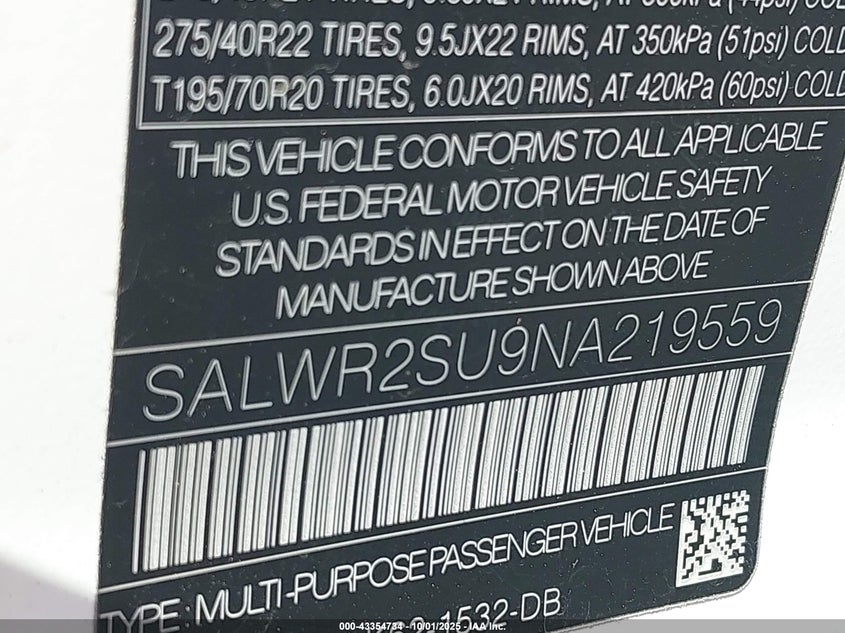 275/40R22 TIRES, 9.5JX22 RIMS, AT 350kPa (51psi) COLD
T195/70R20 TIRES, 6.0JX20 RIMS, AT 420kPa (60psi) COLD
THIS VEHICLE CONFORMS TO ALL APPLICABLE
U.S. FEDERAL MOTOR VEHICLE SAFETY
STANDARDS IN EFFECT ON THE DATE OF
MANUFACTURE SHOWN ABOVE
SALWR2SU9NA219559
TYPE : MULTI-PURPOSE PASSENGER VEHICLE
1532-DB
000-43354734 - 10/01/2025 - IAA Inc.